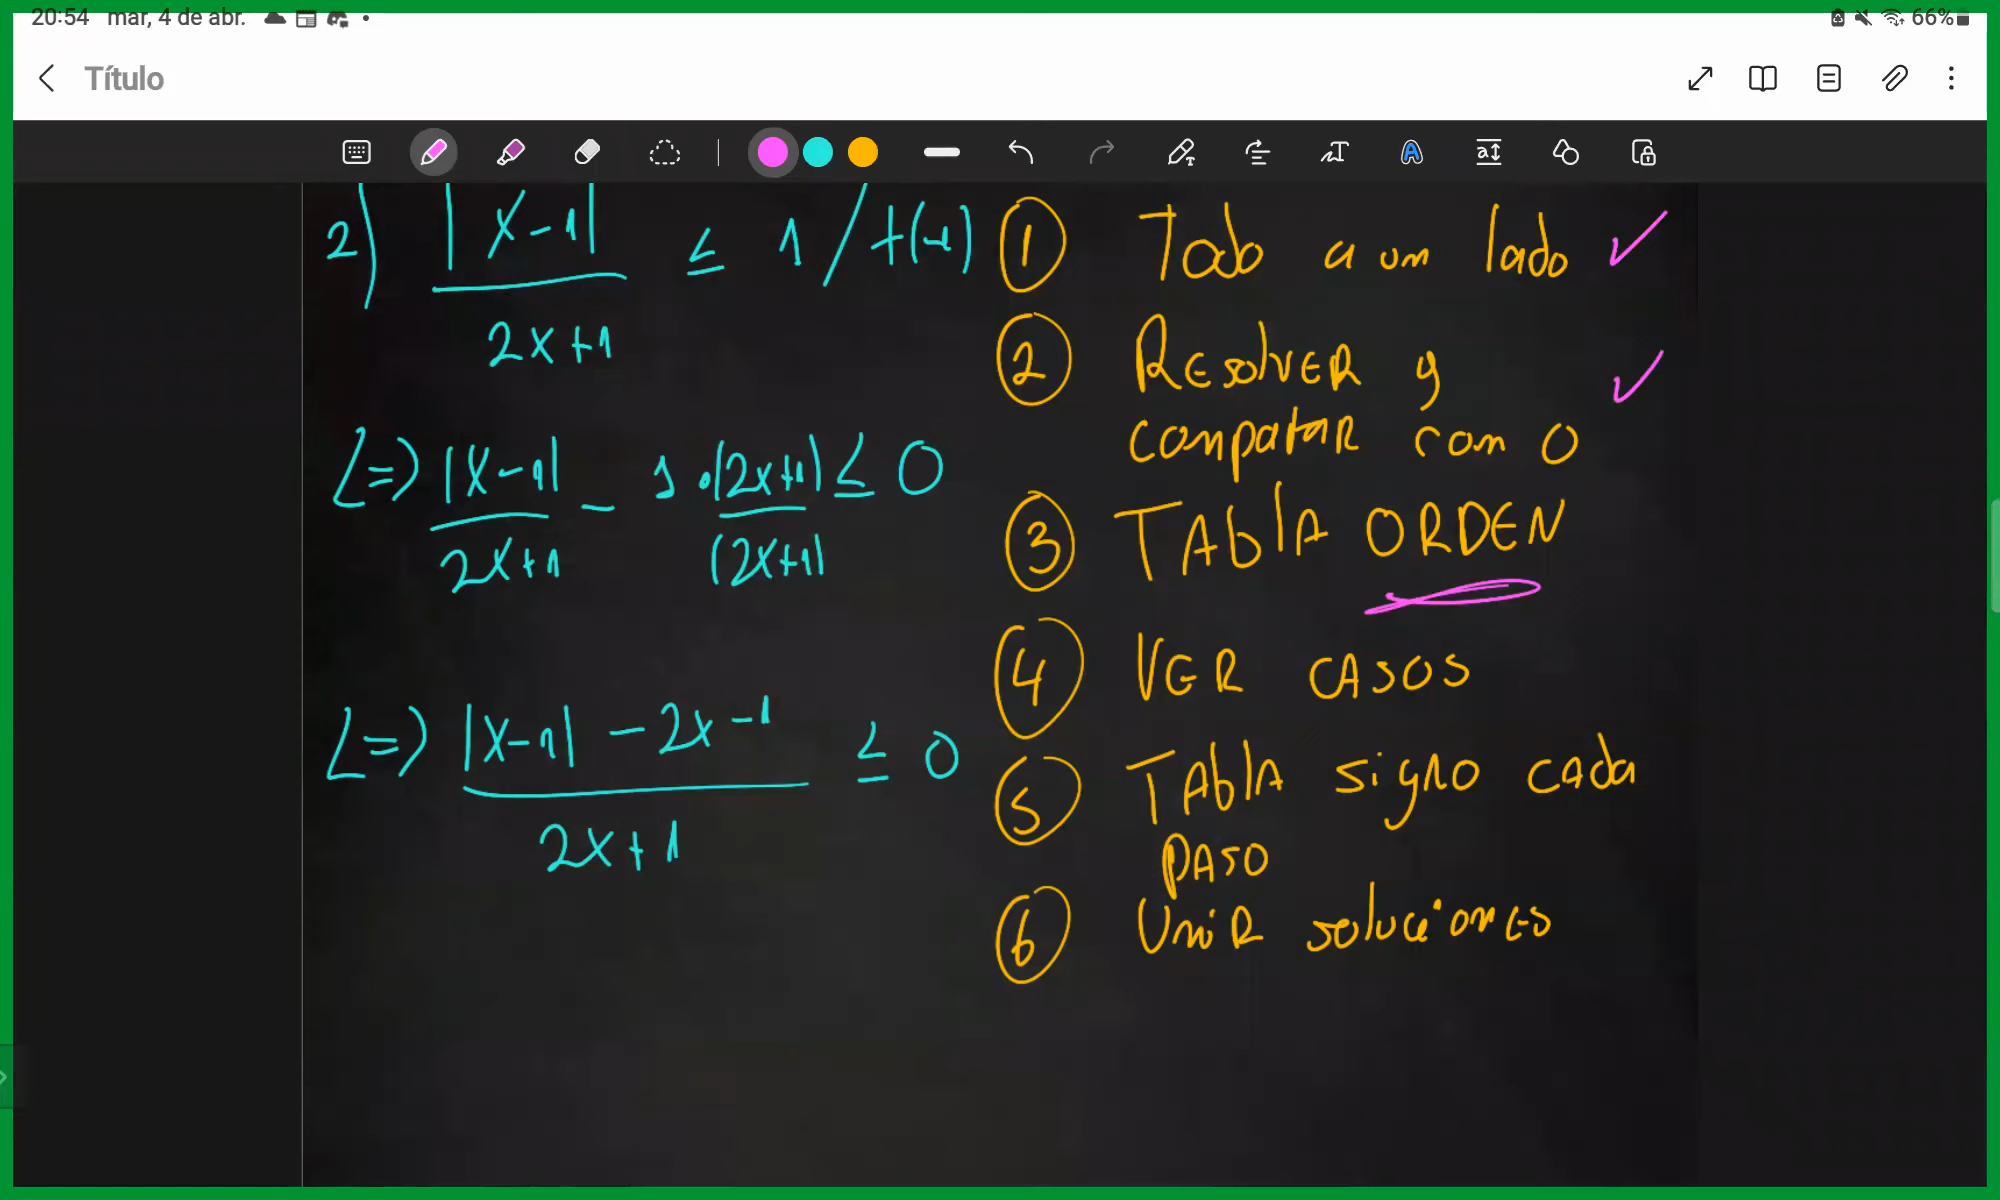 20:54 mar, 4 de abr. 66%
Título
2) |x-1| / 2x+1 ≤ 1 / +(-1)
<=> |x-1| / 2x+1 - 1·(2x+1) / (2x+1) ≤ 0
<=> |x-1| - 2x - 1 / 2x+1 ≤ 0
① Todo a un lado ✓
② Resolver y ✓
comparar con 0
③ TAblA ORDEN
④ VER CASOS
⑤ TAblA signo cada
PASO
⑥ UniR soluciones